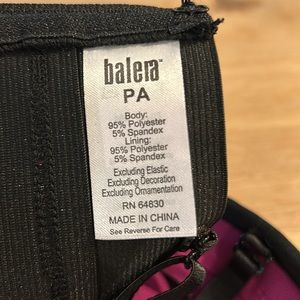 balera™
PA
Body:
95% Polyester
5% Spandex
Lining:
95% Polyester
5% Spandex
Excluding Elastic
Excluding Decoration
Excluding Ornamentation
RN 64830
MADE IN CHINA
See Reverse For Care